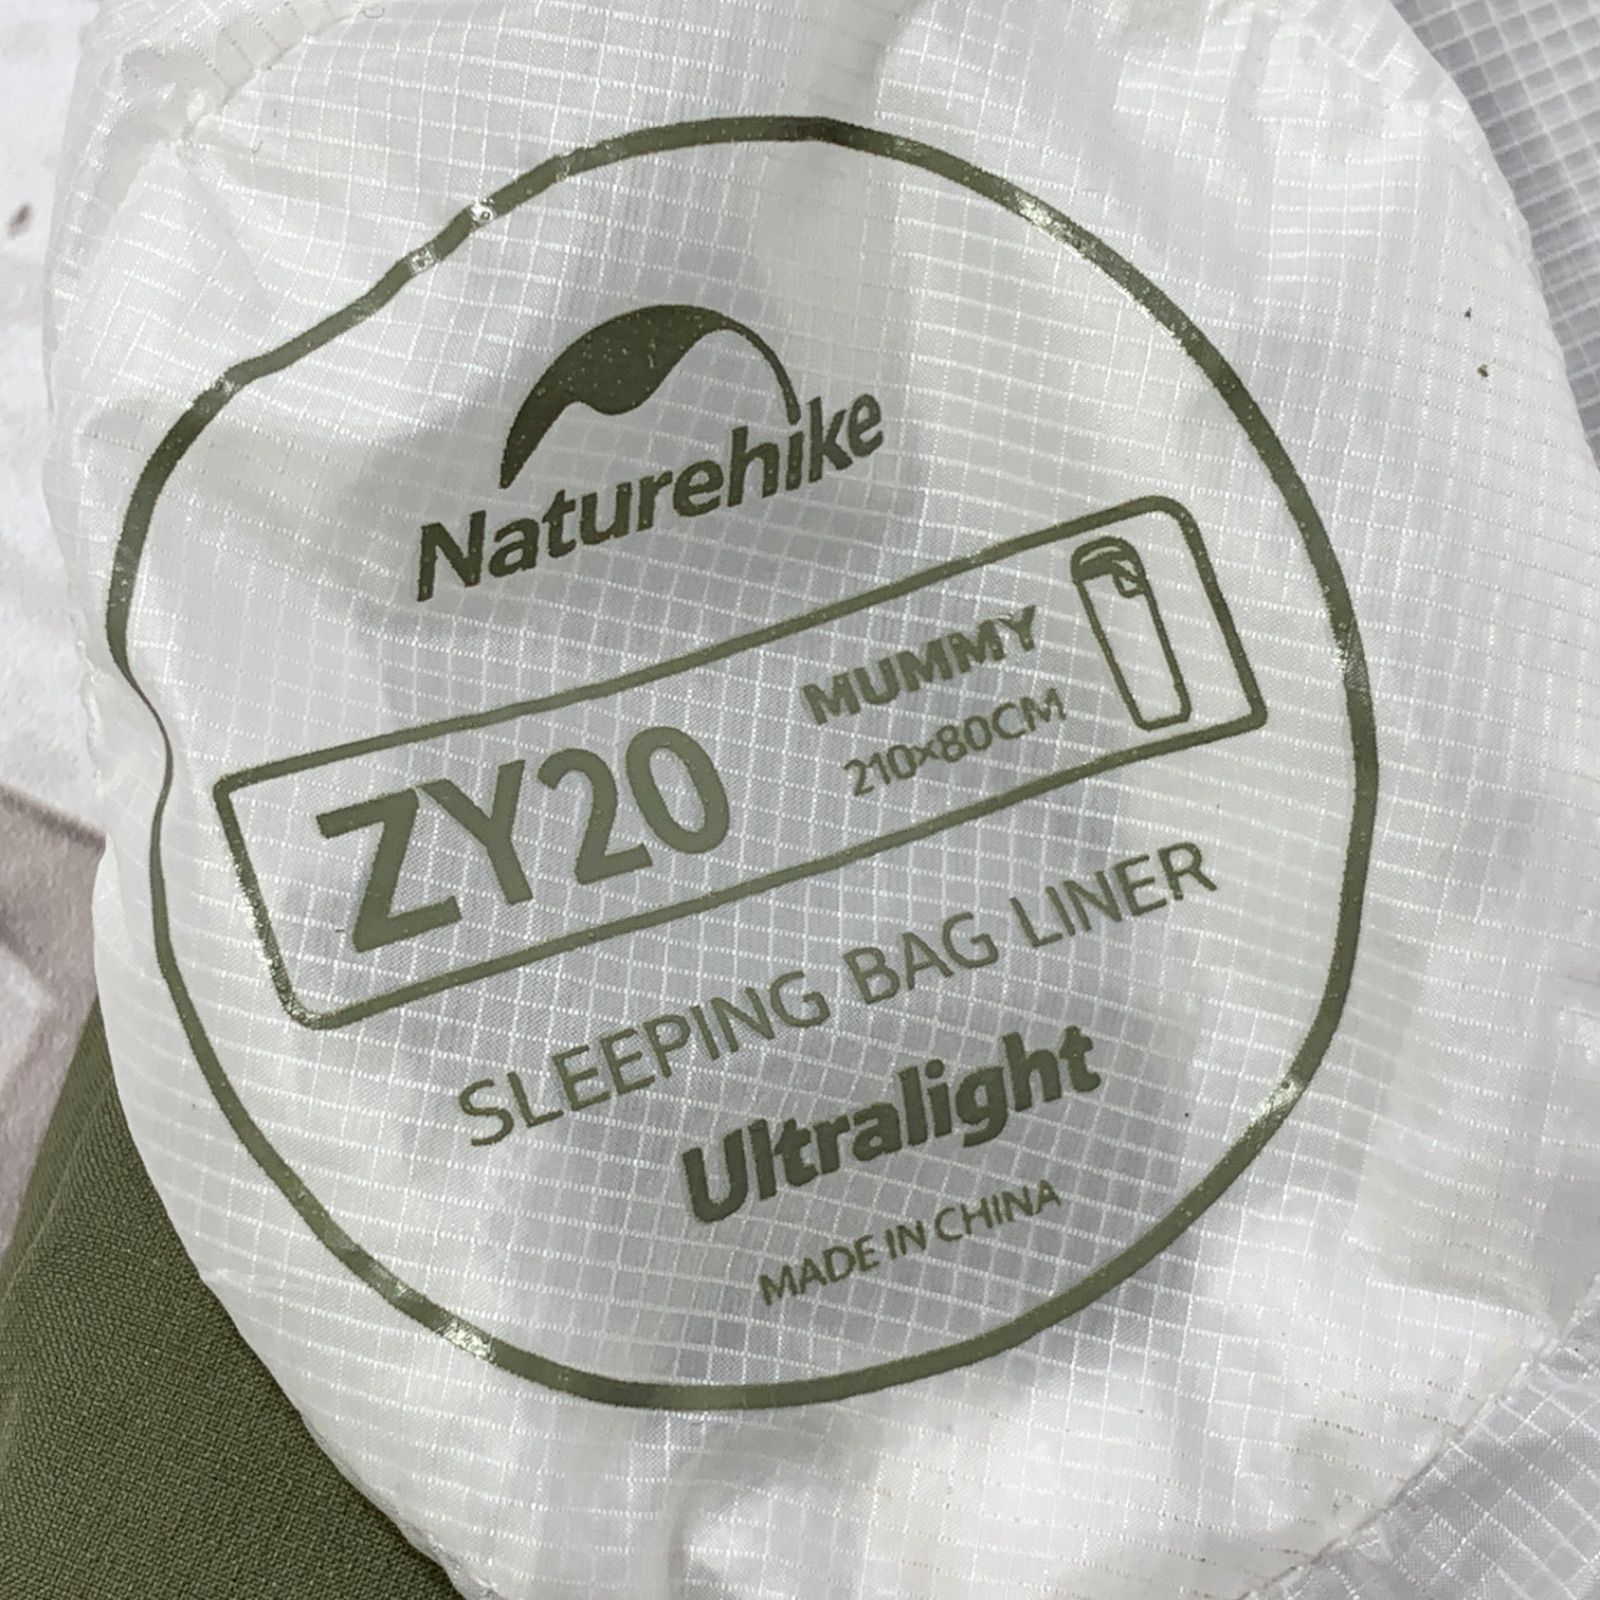 Naturehike
ZY20
MUMMY
210×80CM
SLEEPING BAG LINER
Ultralight
MADE IN CHINA